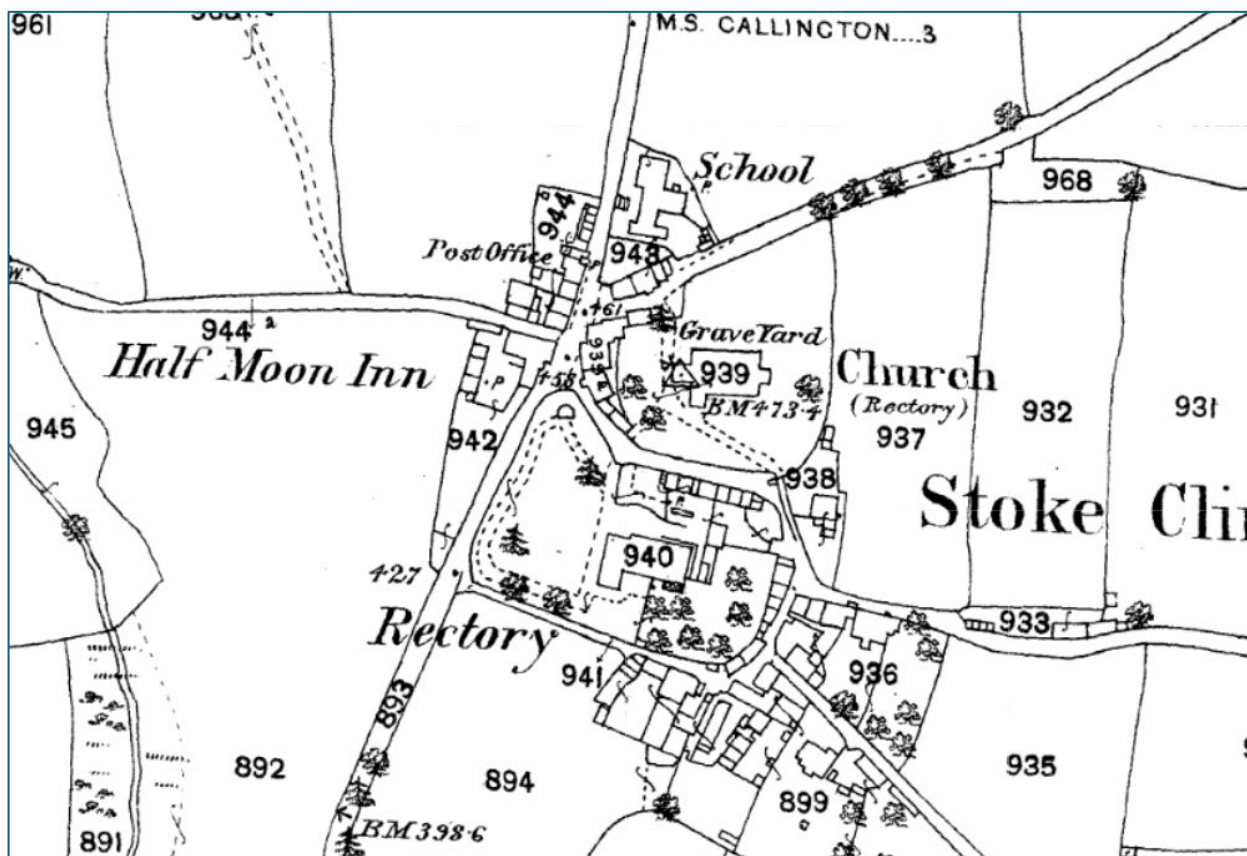 961
M.S. CALLINGTON....3
School
968
944
Post Office
943
P
W.
944 a
461
Grave Yard
Half Moon Inn
939 a
939
Church
458
P
BM 473.4
(Rectory)
932
931
945
942
937
938
Stoke Cli
940
427
Rectory
933
941
936
893
892
894
935
899
891
BM 398.6